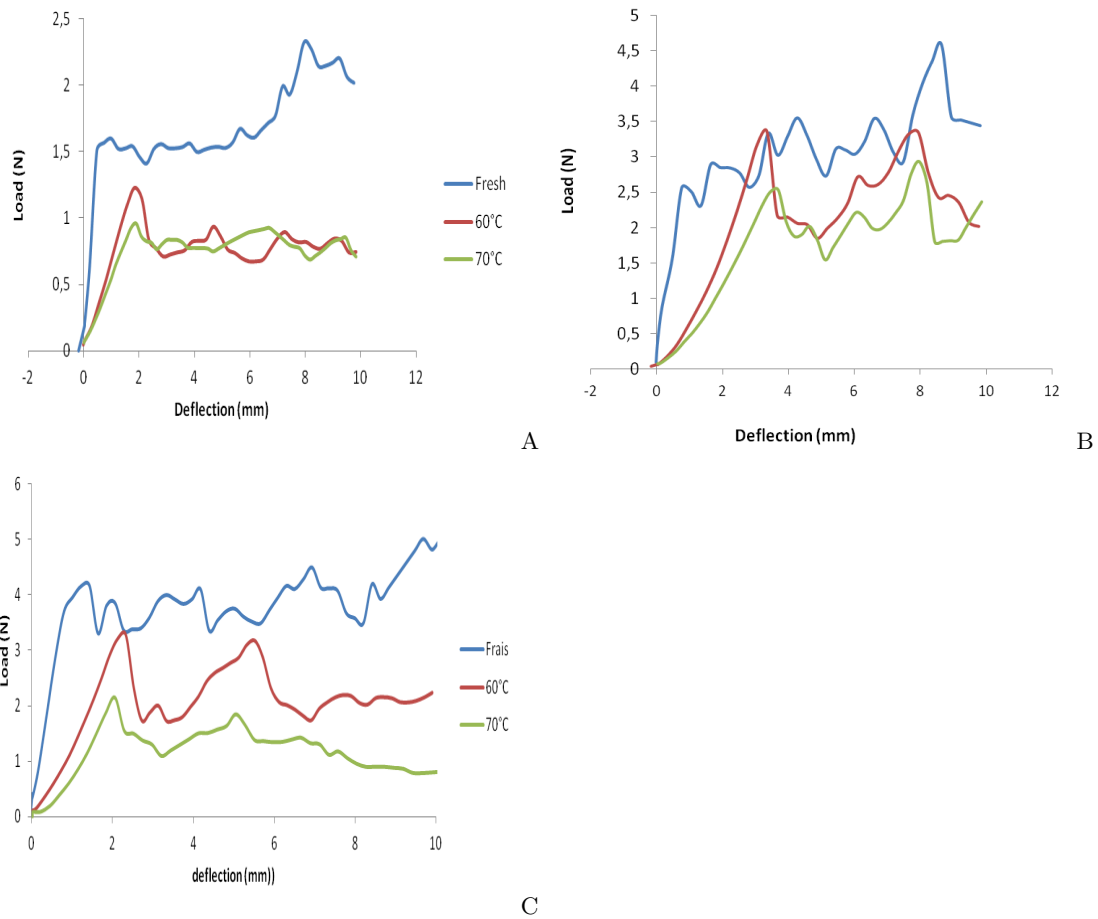 2,5
2
1,5
1
0,5
0
-2 0 2 4 6 8 10 12
Load (N)
Deflection (mm)
Fresh
60°C
70°C
A
5
4,5
4
3,5
3
2,5
2
1,5
1
0,5
0
-2 0 2 4 6 8 10 12
Load (N)
Deflection (mm)
B
6
5
4
3
2
1
0
0 2 4 6 8 10
Load (N)
deflection (mm))
Frais
60°C
70°C
C